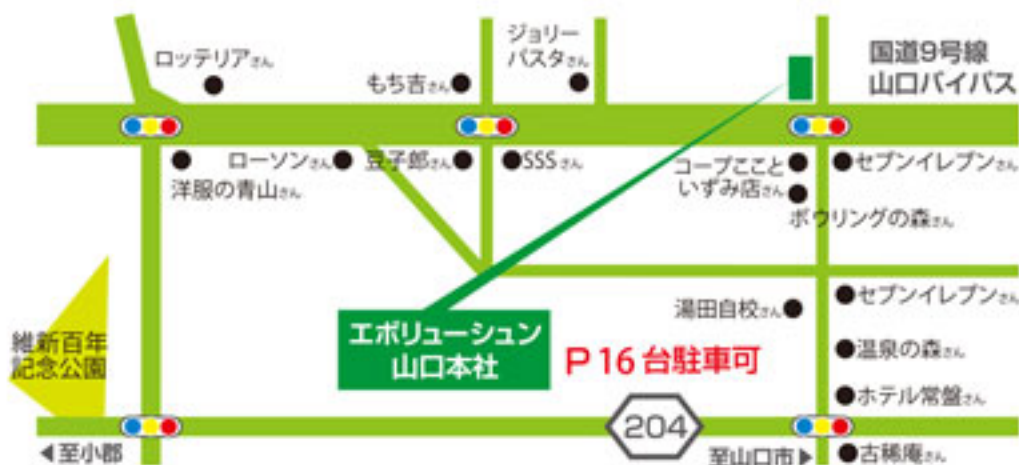 ロッテリアさん
もち吉さん
ジョリー
パスタさん
国道9号線
山口バイパス
洋服の青山さん
ローソンさん
豆子郎さん
SSSさん
コープここと
いずみ店さん
セブンイレブンさん
ボウリングの森さん
維新百年
記念公園
エボリューシュン
山口本社
P 16 台駐車可
湯田自校さん
セブンイレブンさん
温泉の森さん
ホテル常盤さん
204
◀至小郡
至山口市▶
古稀庵さん